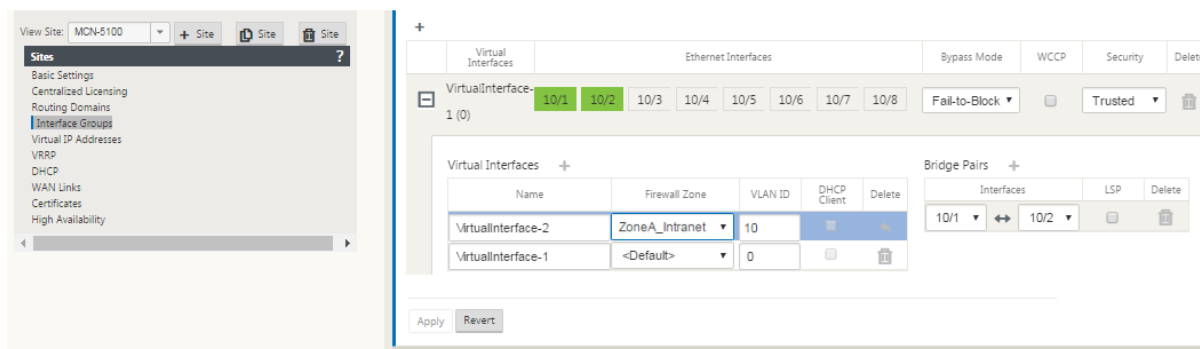 View Site: MCN-5100 + Site Site Site
Sites ?
Basic Settings
Centralized Licensing
Routing Domains
Interface Groups
Virtual IP Addresses
VRRP
DHCP
WAN Links
Certificates
High Availability
+
Virtual Interfaces Ethernet Interfaces Bypass Mode WCCP Security Delet
VirtualInterface-1 (0) 10/1 10/2 10/3 10/4 10/5 10/6 10/7 10/8 Fail-to-Block Trusted
Virtual Interfaces + Bridge Pairs +
Name Firewall Zone VLAN ID DHCP Client Delete Interfaces LSP Delete
VirtualInterface-2 ZoneA_Intranet 10 10/1 ↔ 10/2
VirtualInterface-1 <Default> 0
Apply Revert